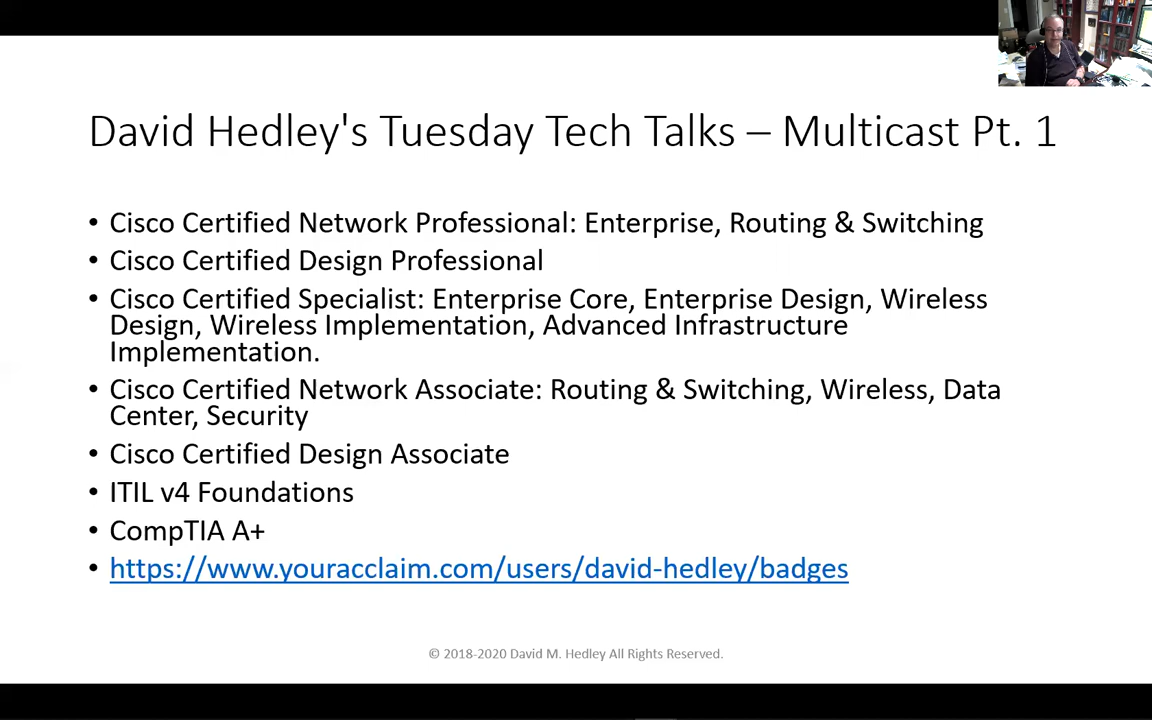 David Hedley's Tuesday Tech Talks – Multicast Pt. 1
• Cisco Certified Network Professional: Enterprise, Routing & Switching
• Cisco Certified Design Professional
• Cisco Certified Specialist: Enterprise Core, Enterprise Design, Wireless
Design, Wireless Implementation, Advanced Infrastructure
Implementation.
• Cisco Certified Network Associate: Routing & Switching, Wireless, Data
Center, Security
• Cisco Certified Design Associate
• ITIL v4 Foundations
• CompTIA A+
• https://www.youracclaim.com/users/david-hedley/badges
© 2018-2020 David M. Hedley All Rights Reserved.